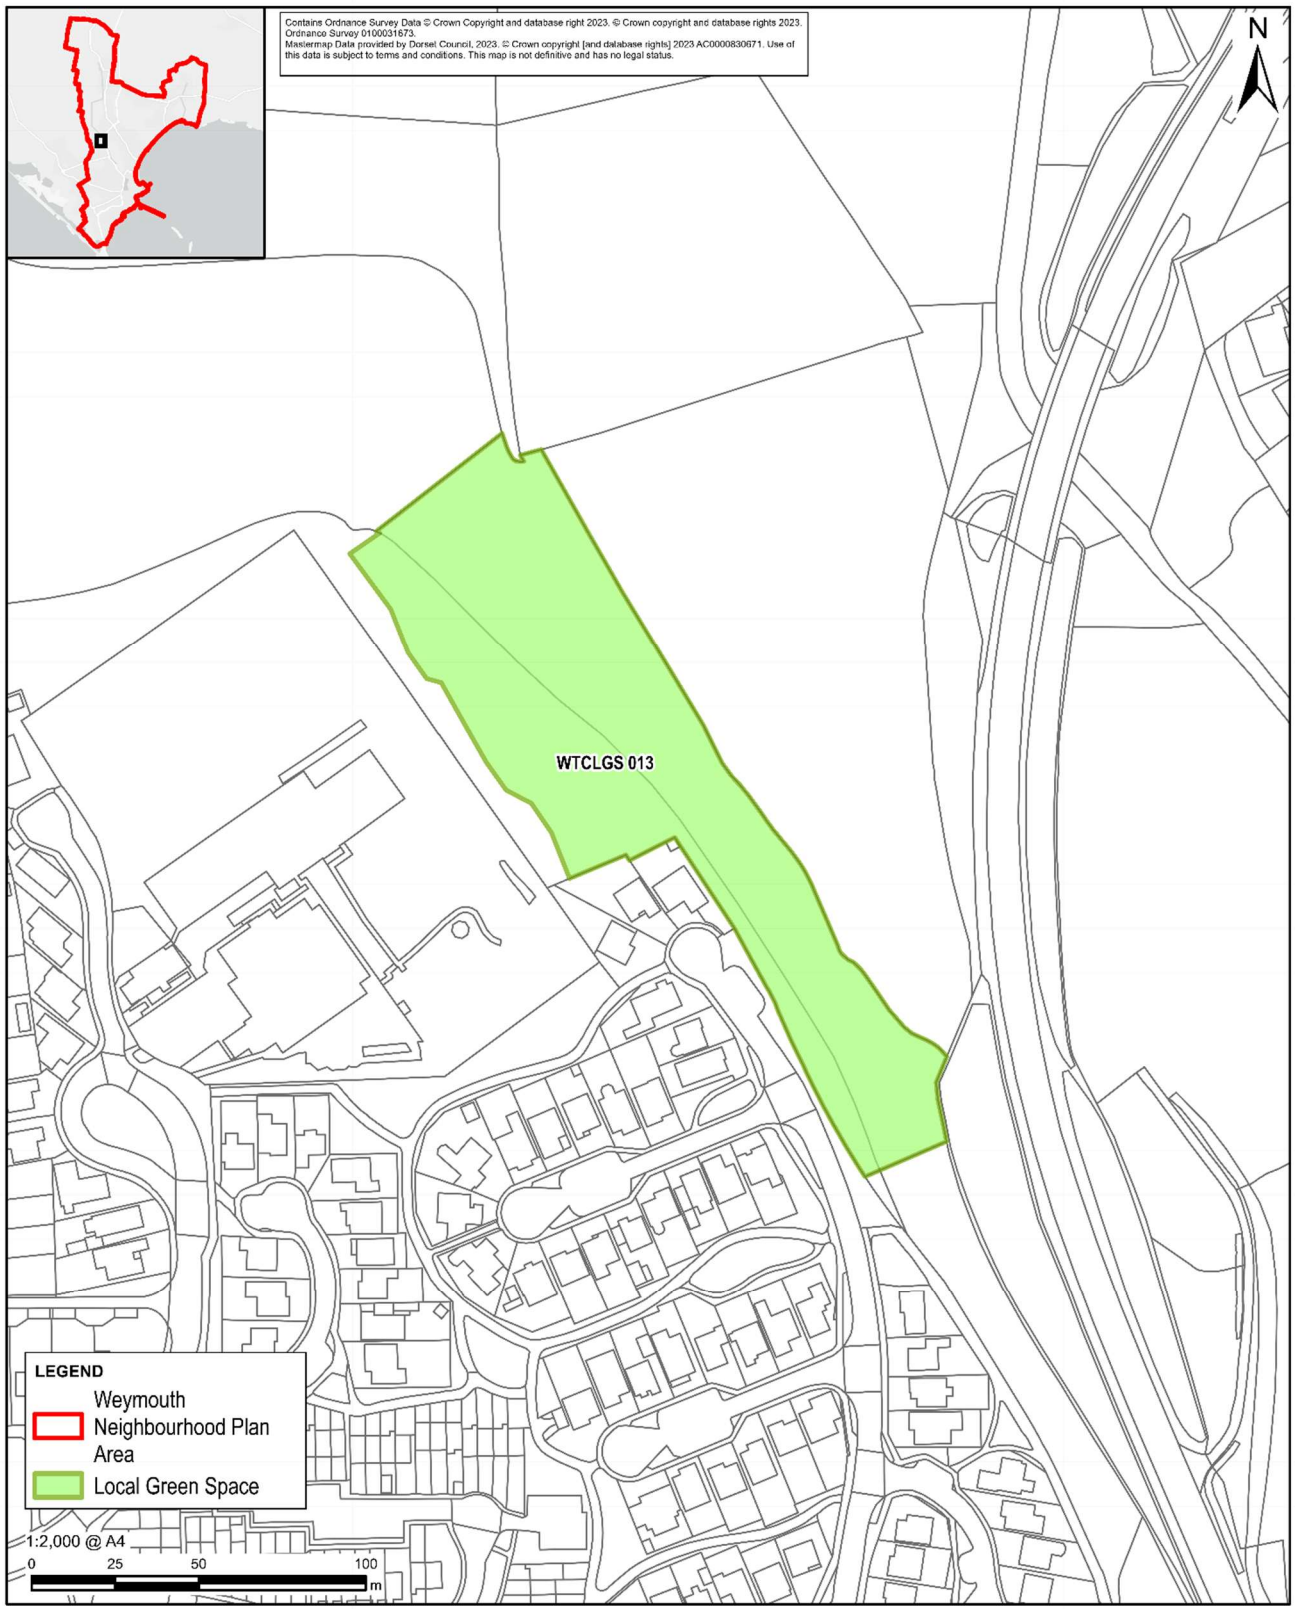 Contains Ordnance Survey Data © Crown Copyright and database right 2023. © Crown copyright and database rights 2023.
Ordnance Survey 0100031673.
Mastermap Data provided by Dorset Council, 2023. © Crown copyright [and database rights] 2023 AC0000830671. Use of
this data is subject to terms and conditions. This map is not definitive and has no legal status.
N
WTCLGS 013
LEGEND
Weymouth
Neighbourhood Plan
Area
Local Green Space
1:2,000 @ A4
0 25 50 100
m